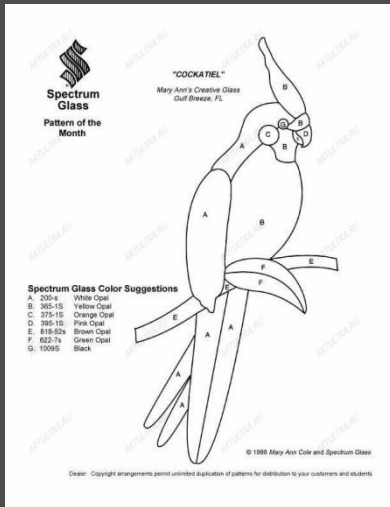 "COCKATIEL"
Mary Ann's Creative Glass
Gulf Breeze, FL
Spectrum
Glass
Pattern of the
Month
B
G
B
D
C
B
A
A
B
F
E
F
E
E
A
A
A
A
Spectrum Glass Color Suggestions
A. 200-s White Opal
B. 365-1S Yellow Opal
C. 375-1S Orange Opal
D. 395-1S Pink Opal
E. 818-52s Brown Opal
F. 622-7s Green Opal
G. 1009S Black
© 1998 Mary Ann Cole and Spectrum Glass
Dealer: Copyright arrangements permit unlimited duplication of patterns for distribution to your customers and students.
ARTULTRA.RU